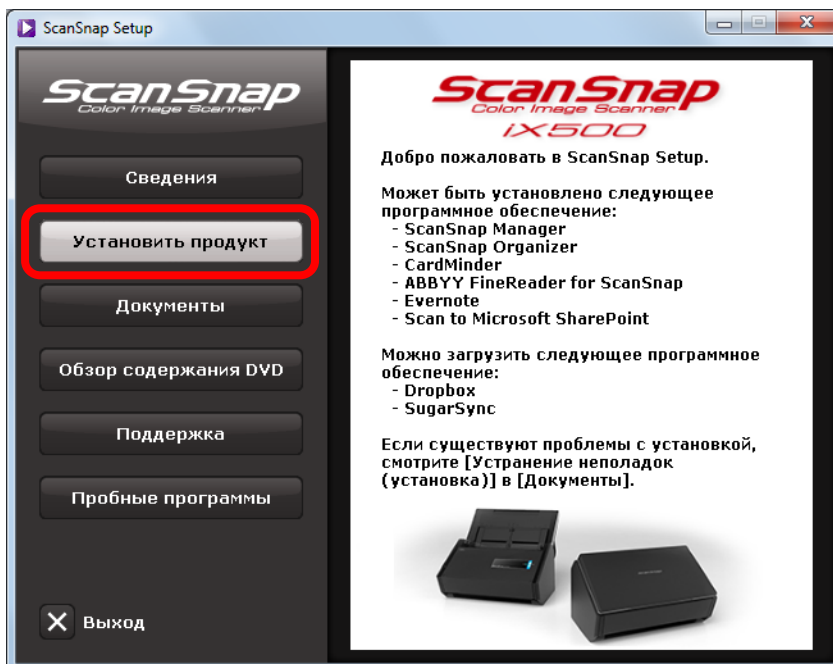 ScanSnap Setup
ScanSnap
Color Image Scanner
Сведения
Установить продукт
Документы
Обзор содержания DVD
Поддержка
Пробные программы
Выход
ScanSnap
Color Image Scanner
iX500
Добро пожаловать в ScanSnap Setup.
Может быть установлено следующее
программное обеспечение:
- ScanSnap Manager
- ScanSnap Organizer
- CardMinder
- ABBYY FineReader for ScanSnap
- Evernote
- Scan to Microsoft SharePoint
Можно загрузить следующее программное
обеспечение:
- Dropbox
- SugarSync
Если существуют проблемы с установкой,
смотрите [Устранение неполадок
(установка)] в [Документы].